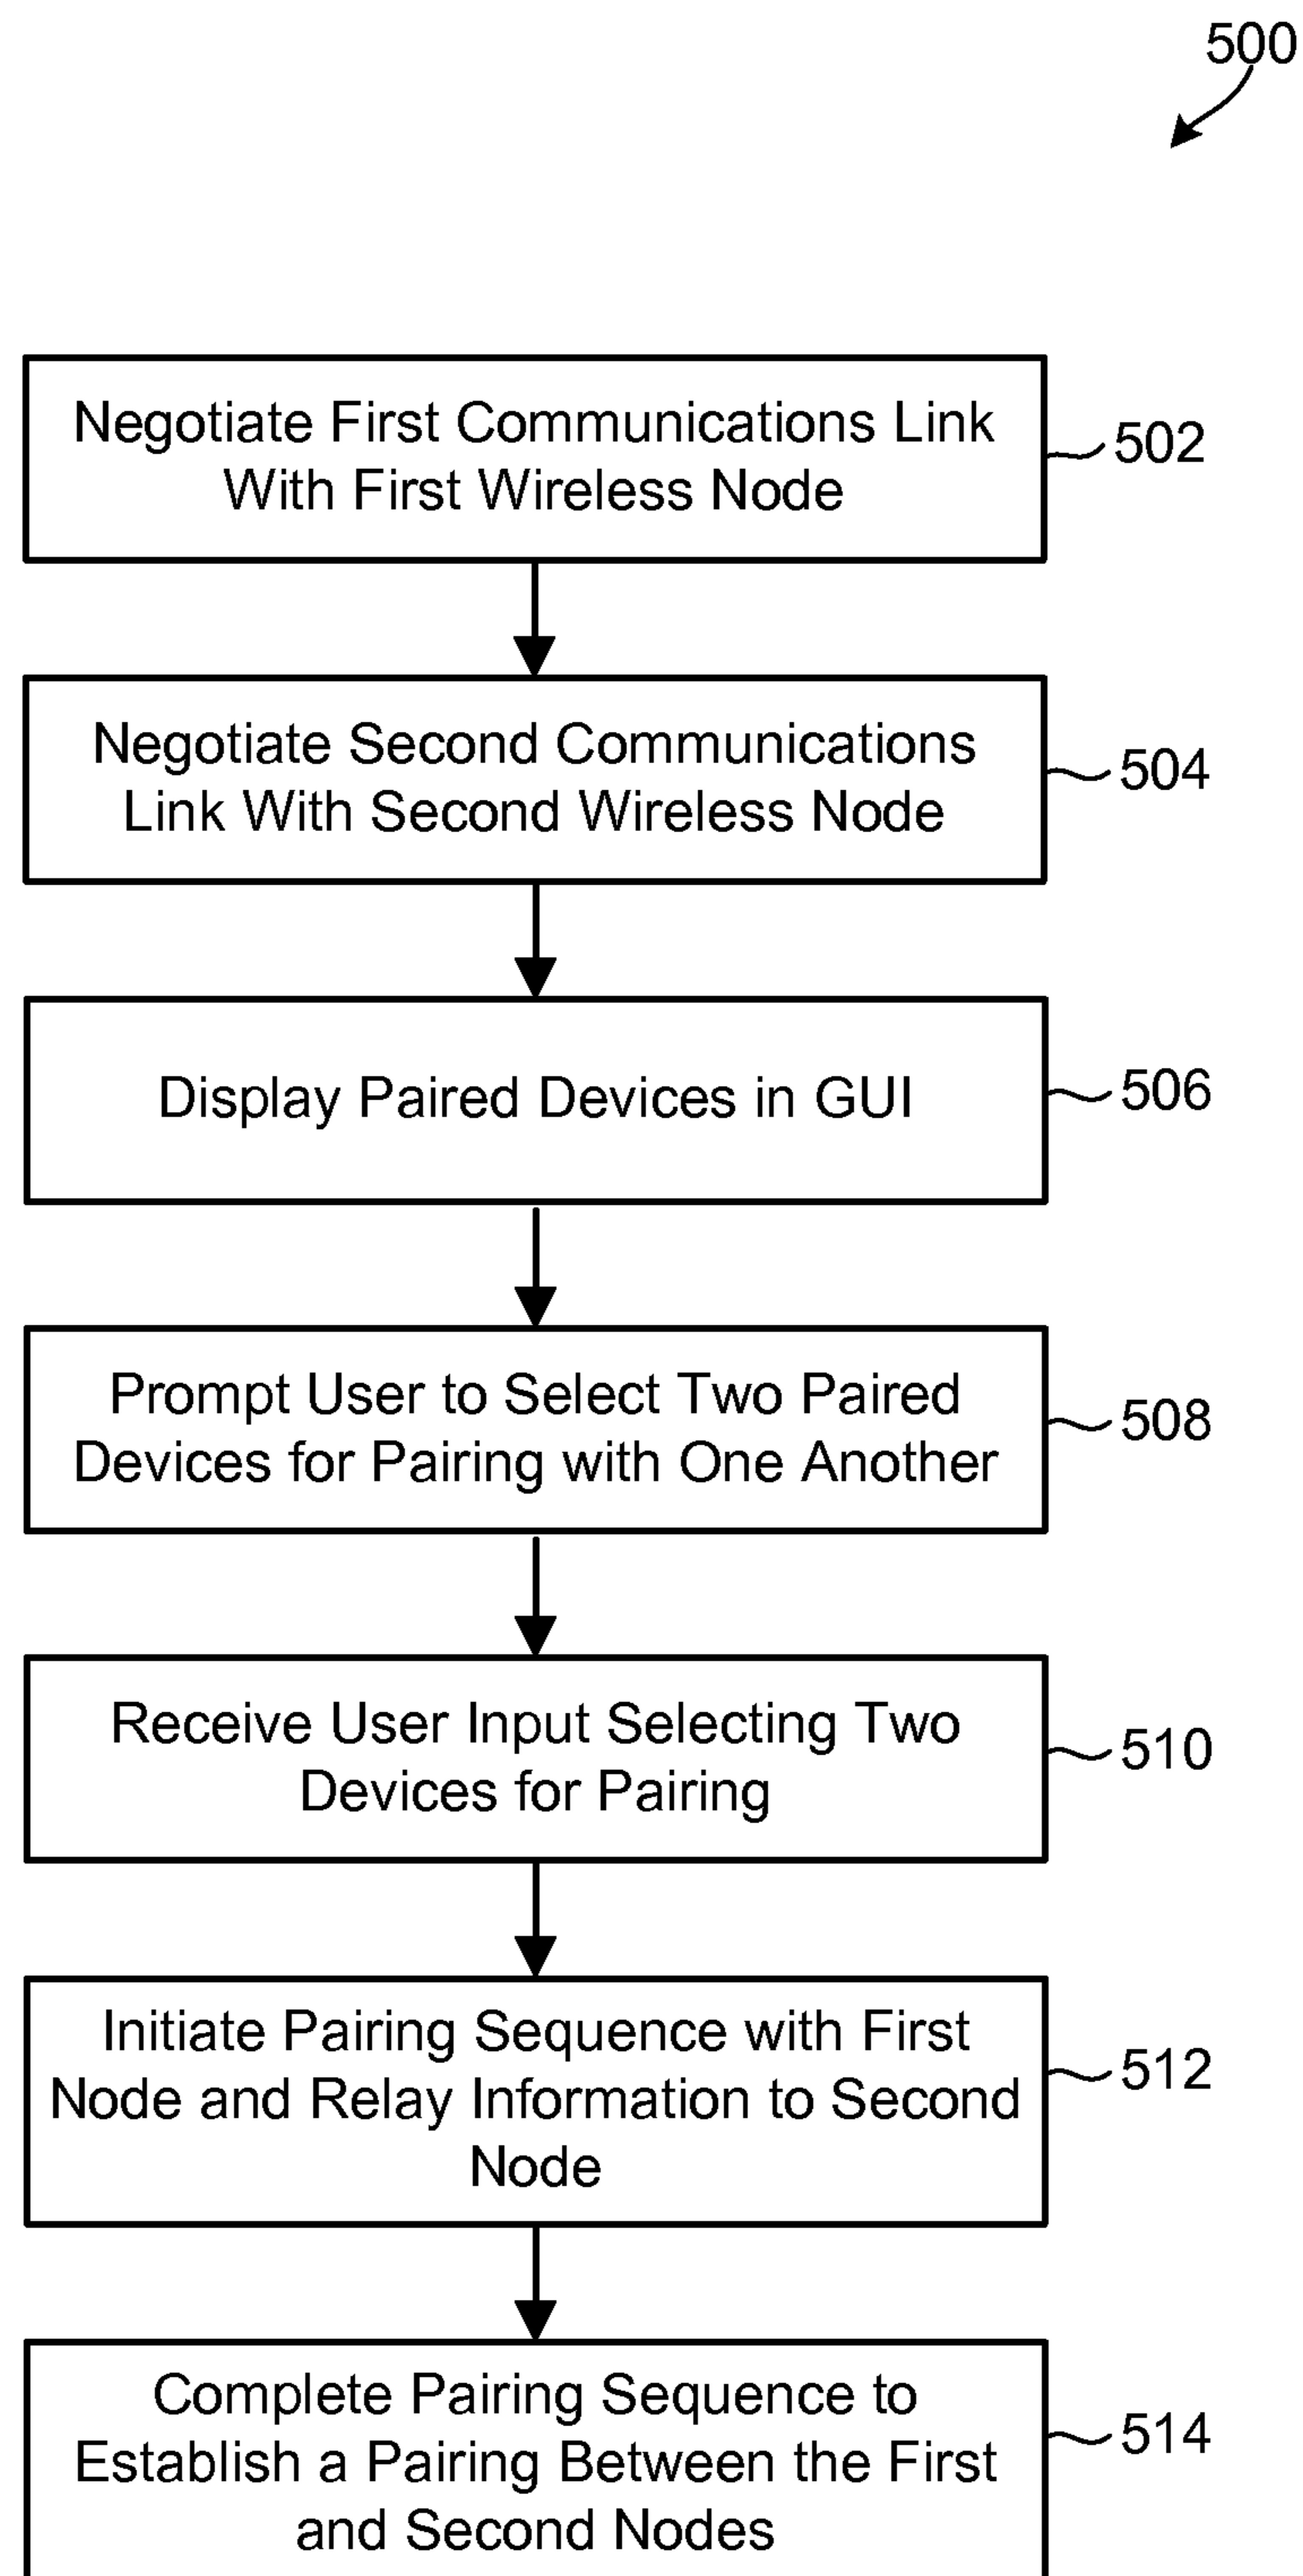 500
Negotiate First Communications Link
With First Wireless Node
502
Negotiate Second Communications
Link With Second Wireless Node
504
Display Paired Devices in GUI
506
Prompt User to Select Two Paired
Devices for Pairing with One Another
508
Receive User Input Selecting Two
Devices for Pairing
510
Initiate Pairing Sequence with First
Node and Relay Information to Second
Node
512
Complete Pairing Sequence to
Establish a Pairing Between the First
and Second Nodes
514